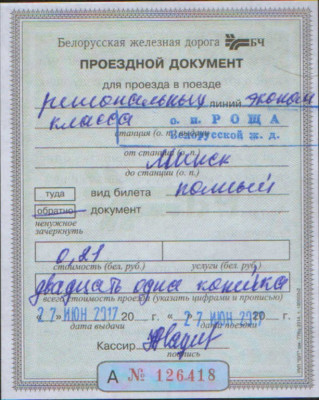 Белорусская железная дорога БЧ
ПРОЕЗДНОЙ ДОКУМЕНТ
для проезда в поезде
региональных линий эконом
класса
о. п. РОЩА
станция (о. п.) выдачи
Белорусской ж. д.
от станции (о. п.)
Минск
до станции (о. п.)
туда вид билета полный
обратно документ
ненужное
зачеркнуть
0,21
стоимость (бел. руб.) услуги (бел. руб.)
двадцать одна копейка
всего стоимость проезда (указать цифрами и прописью)
«27 ИЮН 2017 20 г. «27 ИЮН 2017 20 г.
дата выдачи дата поездки
Кассир
подпись
А № 126418